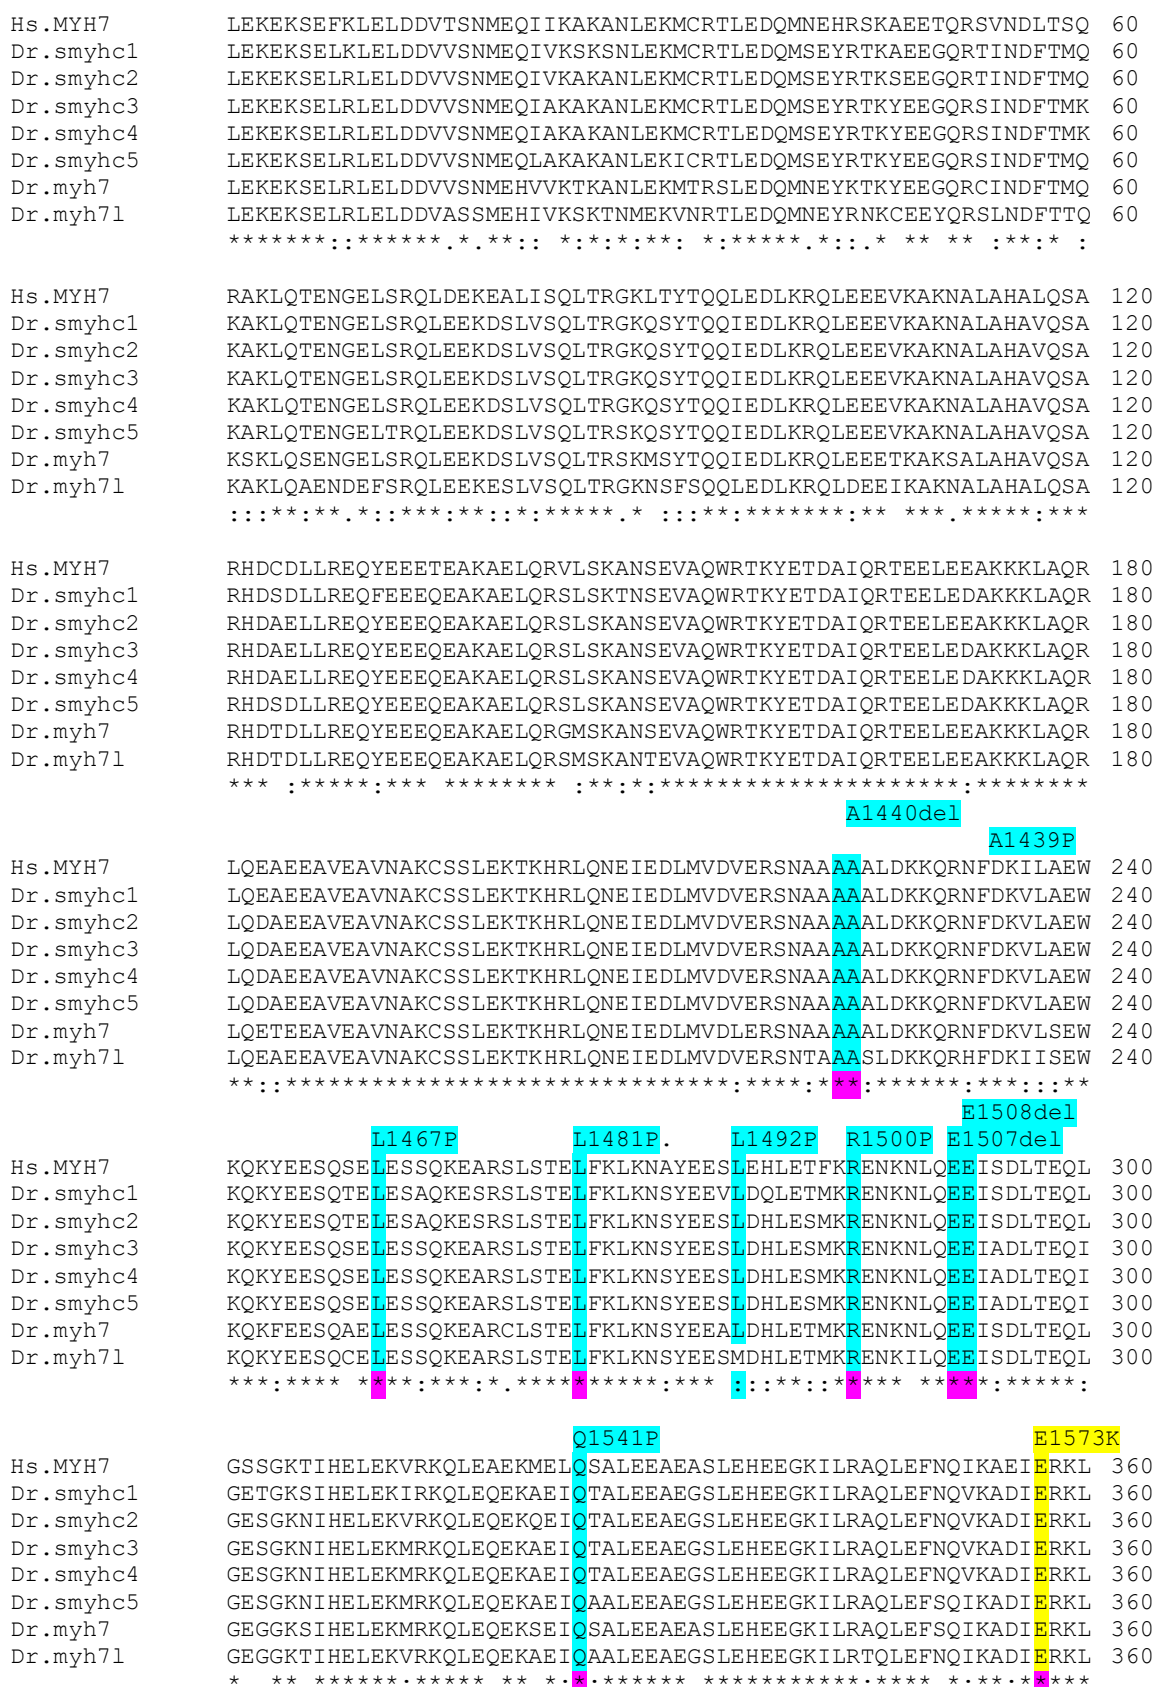 Hs.MYH7 LEKEKSEFKLELDDVTSNMEQIIKAKANLEKMCRTLEDQMNEHRSKAEETQRSVNDLTSQ 60
Dr.smyhc1 LEKEKSELKLELDDVVSNMEQIVKSKSNLEKMCRTLEDQMSEYRTKAEEGQRTINDFTMQ 60
Dr.smyhc2 LEKEKSELRLELDDVVSNMEQIVKAKANLEKMCRTLEDQMSEYRTKSEEGQRTINDFTMQ 60
Dr.smyhc3 LEKEKSELRLELDDVVSNMEQIAKAKANLEKMCRTLEDQMSEYRTKYEEGQRSINDFTMK 60
Dr.smyhc4 LEKEKSELRLELDDVVSNMEQIAKAKANLEKMCRTLEDQMSEYRTKYEEGQRSINDFTMK 60
Dr.smyhc5 LEKEKSELRLELDDVVSNMEQLAKAKANLEKICRTLEDQMSEYRTKYEEGQRSINDFTMQ 60
Dr.myh7 LEKEKSELRLELDDVVSNMEHVVKTKANLEKMTRSLEDQMNEYKTKYEEGQRCINDFTMQ 60
Dr.myh7l LEKEKSELRLELDDVASSMEHIVKSKTNMEKVNRTLEDQMNEYRNKCEEYQRSLNDFTTQ 60
*******::******.*.**:: *:*:*:**: *:*****.*::.* ** ** :**:* :
Hs.MYH7 RAKLQTENGELSRQLDEKEALISQLTRGKLTYTQQLEDLKRQLEEEVKAKNALAHALQSA 120
Dr.smyhc1 KAKLQTENGELSRQLEEKDSLVSQLTRGKQSYTQQIEDLKRQLEEEVKAKNALAHAVQSA 120
Dr.smyhc2 KAKLQTENGELSRQLEEKDSLVSQLTRGKQSYTQQIEDLKRQLEEEVKAKNALAHAVQSA 120
Dr.smyhc3 KAKLQTENGELSRQLEEKDSLVSQLTRGKQSYTQQIEDLKRQLEEEVKAKNALAHAVQSA 120
Dr.smyhc4 KAKLQTENGELSRQLEEKDSLVSQLTRGKQSYTQQIEDLKRQLEEEVKAKNALAHAVQSA 120
Dr.smyhc5 KARLQTENGELTRQLEEKDSLVSQLTRSKQSYTQQIEDLKRQLEEEVKAKNALAHAVQSA 120
Dr.myh7 KSKLQSENGELSRQLEEKDSLVSQLTRSKMSYTQQIEDLKRQLEEETKAKSALAHAVQSA 120
Dr.myh7l KAKLQAENDEFSRQLEEKESLVSQLTRGKNSFSQQLEDLKRQLDEEIKAKNALAHALQSA 120
:::**:**.*::***:**::*:*****.* :::**:*******:** ***.*****:***
Hs.MYH7 RHDCDLLREQYEEETEAKAELQRVLSKANSEVAQWRTKYETDAIQRTEELEEAKKKLAQR 180
Dr.smyhc1 RHDSDLLREQFEEEQEAKAELQRSLSKTNSEVAQWRTKYETDAIQRTEELEDAKKKLAQR 180
Dr.smyhc2 RHDAELLREQYEEEQEAKAELQRSLSKANSEVAQWRTKYETDAIQRTEELEEAKKKLAQR 180
Dr.smyhc3 RHDAELLREQYEEEQEAKAELQRSLSKANSEVAQWRTKYETDAIQRTEELEDAKKKLAQR 180
Dr.smyhc4 RHDAELLREQYEEEQEAKAELQRSLSKANSEVAQWRTKYETDAIQRTEELEDAKKKLAQR 180
Dr.smyhc5 RHDSDLLREQYEEEQEAKAELQRSLSKANSEVAQWRTKYETDAIQRTEELEDAKKKLAQR 180
Dr.myh7 RHDTDLLREQYEEEQEAKAELQRGMSKANSEVAQWRTKYETDAIQRTEELEEAKKKLAQR 180
Dr.myh7l RHDTDLLREQYEEEQEAKAELQRSMSKANTEVAQWRTKYETDAIQRTEELEEAKKKLAQR 180
*** :*****:*** ******** :**:*:*********************:********
A1440del
A1439P
Hs.MYH7 LQEAEEAVEAVNAKCSSLEKTKHRLQNEIEDLMVDVERSNAAAAALDKKQRNFDKILAEW 240
Dr.smyhc1 LQEAEEAVEAVNAKCSSLEKTKHRLQNEIEDLMVDVERSNAAAAALDKKQRNFDKVLAEW 240
Dr.smyhc2 LQDAEEAVEAVNAKCSSLEKTKHRLQNEIEDLMVDVERSNAAAAALDKKQRNFDKVLAEW 240
Dr.smyhc3 LQDAEEAVEAVNAKCSSLEKTKHRLQNEIEDLMVDVERSNAAAAALDKKQRNFDKVLAEW 240
Dr.smyhc4 LQDAEEAVEAVNAKCSSLEKTKHRLQNEIEDLMVDVERSNAAAAALDKKQRNFDKVLAEW 240
Dr.smyhc5 LQDAEEAVEAVNAKCSSLEKTKHRLQNEIEDLMVDVERSNAAAAALDKKQRNFDKVLAEW 240
Dr.myh7 LQETEEAVEAVNAKCSSLEKTKHRLQNEIEDLMVDLERSNAAAAALDKKQRNFDKVLSEW 240
Dr.myh7l LQEAEEAVEAVNAKCSSLEKTKHRLQNEIEDLMVDVERSNTAAASLDKKQRHFDKIISEW 240
**::*******************************:****:***:******:***:::**
E1508del
L1467P L1481P. L1492P R1500P E1507del
Hs.MYH7 KQKYEESQSELESSQKEARSLSTELFKLKNAYEESLEHLETFKRENKNLQEEISDLTEQL 300
Dr.smyhc1 KQKYEESQTELESAQKESRSLSTELFKLKNSYEEVLDQLETMKRENKNLQEEISDLTEQL 300
Dr.smyhc2 KQKYEESQTELESAQKESRSLSTELFKLKNSYEESLDHLESMKRENKNLQEEISDLTEQL 300
Dr.smyhc3 KQKYEESQSELESSQKEARSLSTELFKLKNSYEESLDHLESMKRENKNLQEEIADLTEQI 300
Dr.smyhc4 KQKYEESQSELESSQKEARSLSTELFKLKNSYEESLDHLESMKRENKNLQEEIADLTEQI 300
Dr.smyhc5 KQKYEESQSELESSQKEARSLSTELFKLKNSYEESLDHLESMKRENKNLQEEIADLTEQI 300
Dr.myh7 KQKFEESQAELESSQKEARCLSTELFKLKNSYEEALDHLETMKRENKNLQEEISDLTEQL 300
Dr.myh7l KQKYEESQCELESSQKEARSLSTELFKLKNSYEESMDHLETMKRENKILQEEISDLTEQL 300
***:**** ****:***:*.**********:*** :::**::***** *****:*****:
Q1541P E1573K
Hs.MYH7 GSSGKTIHELEKVRKQLEAEKMELQSALEEAEASLEHEEGKILRAQLEFNQIKAEIERKL 360
Dr.smyhc1 GETGKSIHELEKIRKQLEQEKAEIQTALEEAEGSLEHEEGKILRAQLEFNQVKADIERKL 360
Dr.smyhc2 GESGKNIHELEKVRKQLEQEKQEIQTALEEAEGSLEHEEGKILRAQLEFNQVKADIERKL 360
Dr.smyhc3 GESGKNIHELEKMRKQLEQEKAEIQTALEEAEGSLEHEEGKILRAQLEFNQVKADIERKL 360
Dr.smyhc4 GESGKNIHELEKMRKQLEQEKAEIQTALEEAEGSLEHEEGKILRAQLEFNQVKADIERKL 360
Dr.smyhc5 GESGKNIHELEKMRKQLEQEKAEIQAALEEAEGSLEHEEGKILRAQLEFSQIKADIERKL 360
Dr.myh7 GEGGKSIHELEKMRKQLEQEKSEIQSALEEAEASLEHEEGKILRAQLEFSQIKADIERKL 360
Dr.myh7l GEGGKTIHELEKVRKQLEQEKAEIQAALEEAEGSLEHEEGKILRTQLEFNQIKADIERKL 360
* ** ******:***** ** *:*:******.***********:****.*:**:******